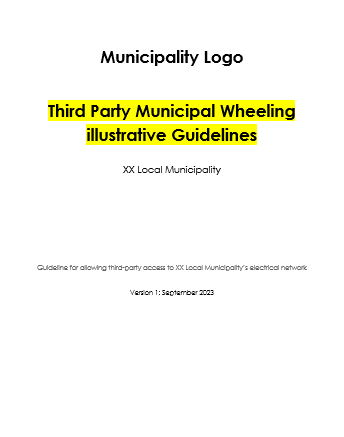 Municipality Logo
Third Party Municipal Wheeling
illustrative Guidelines
XX Local Municipality
Guideline for allowing third-party access to XX Local Municipality's electrical network
Version 1: September 2023